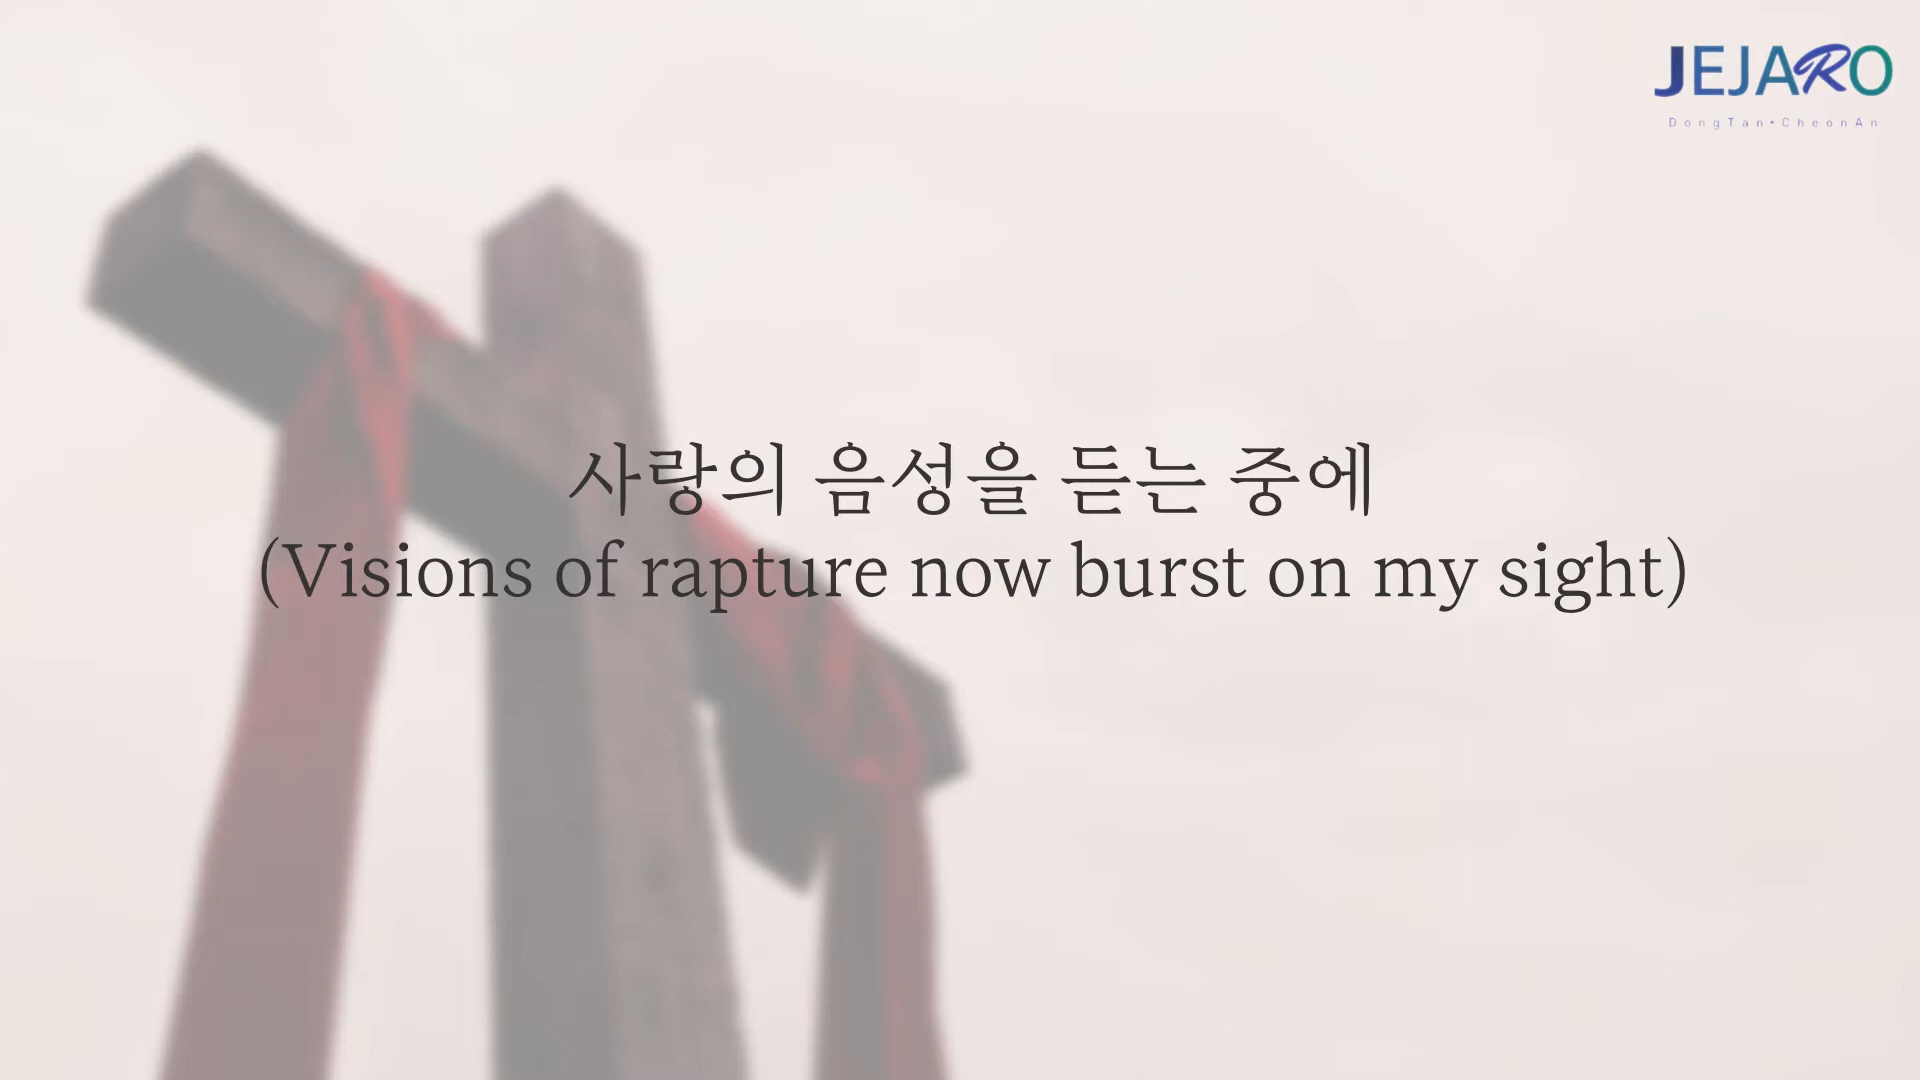 JEJARO
DongTan•CheonAn
사랑의 음성을 듣는 중에
(Visions of rapture now burst on my sight)